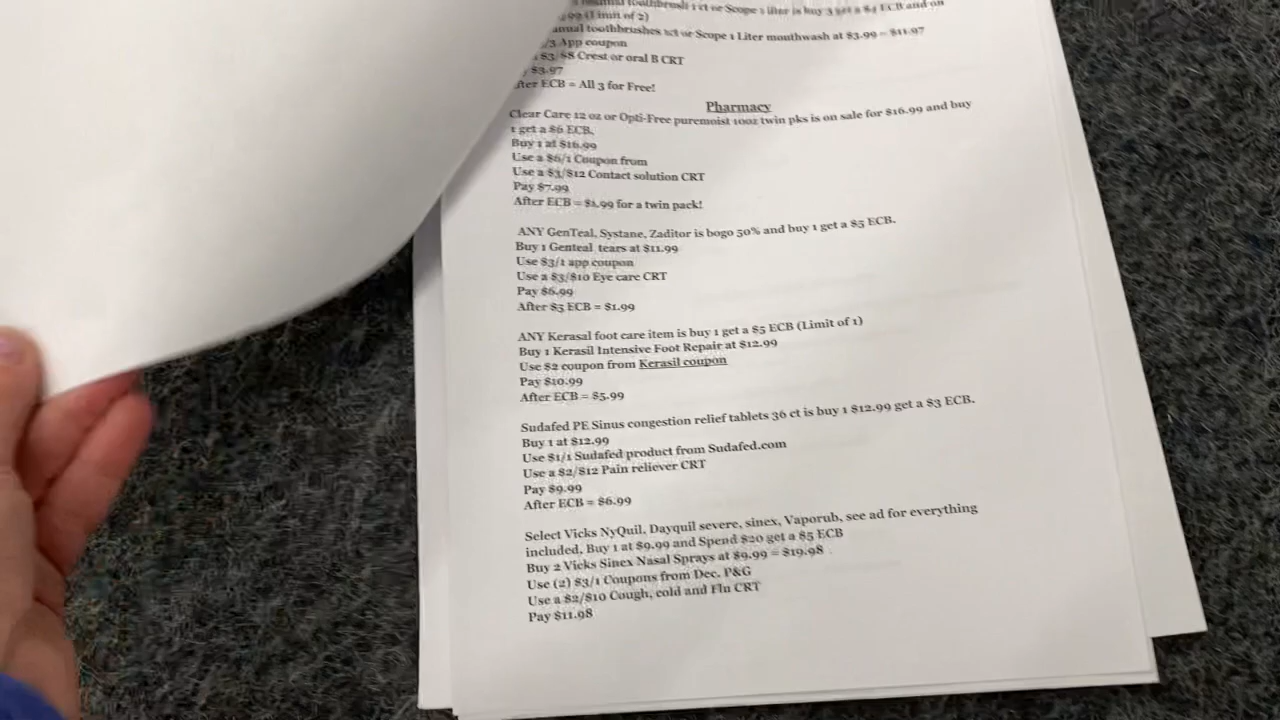 toothbrush 1 ct or Scope 1 liter is buy 3 get a $4 ECB and on
.99 (Limit of 2)
anual toothbrushes 1ct or Scope 1 Liter mouthwash at $3.99 = $11.97
/3 App coupon
$3/$8 Crest or oral B CRT
$3.97
fter ECB = All 3 for Free!
Pharmacy
Clear Care 12 oz or Opti-Free puremoist 10oz twin pks is on sale for $16.99 and buy
1 get a $6 ECB.
Buy 1 at $16.99
Use a $6/1 Coupon from
Use a $3/$12 Contact solution CRT
Pay $7.99
After ECB = $1.99 for a twin pack!
ANY GenTeal, Systane, Zaditor is bogo 50% and buy 1 get a $5 ECB.
Buy 1 Genteal tears at $11.99
Use $3/1 app coupon
Use a $3/$10 Eye care CRT
Pay $6.99
After $5 ECB = $1.99
ANY Kerasal foot care item is buy 1 get a $5 ECB (Limit of 1)
Buy 1 Kerasil Intensive Foot Repair at $12.99
Use $2 coupon from Kerasil coupon
Pay $10.99
After ECB = $5.99
Sudafed PE Sinus congestion relief tablets 36 ct is buy 1 $12.99 get a $3 ECB.
Buy 1 at $12.99
Use $1/1 Sudafed product from Sudafed.com
Use a $2/$12 Pain reliever CRT
Pay $9.99
After ECB = $6.99
Select Vicks NyQuil, Dayquil severe, sinex, Vaporub, see ad for everything
included, Buy 1 at $9.99 and Spend $20 get a $5 ECB
Buy 2 Vicks Sinex Nasal Sprays at $9.99 = $19.98
Use (2) $3/1 Coupons from Dec. P&G
Use a $2/$10 Cough, cold and Flu CRT
Pay $11.98